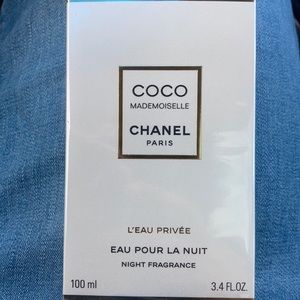 COCO
MADEMOISELLE
CHANEL
PARIS
L'EAU PRIVÉE
EAU POUR LA NUIT
NIGHT FRAGRANCE
100 ml 3.4 FL.OZ.